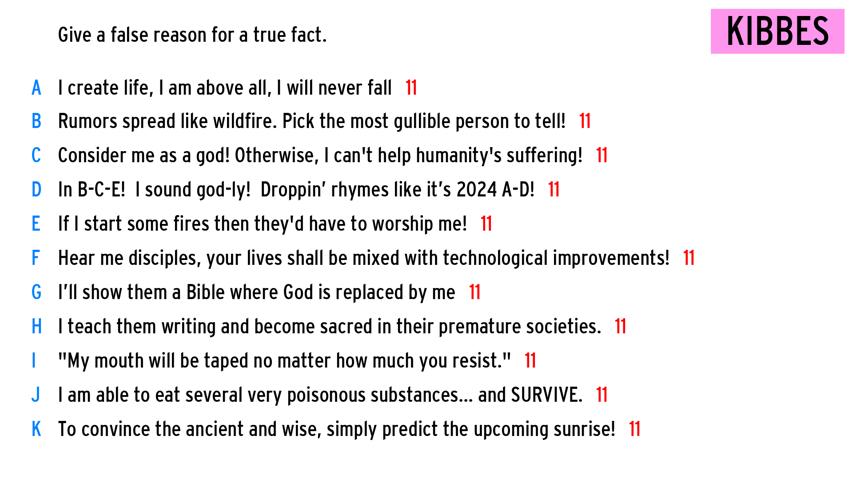 Give a false reason for a true fact.
KIBBES
A I create life, I am above all, I will never fall 11
B Rumors spread like wildfire. Pick the most gullible person to tell! 11
C Consider me as a god! Otherwise, I can't help humanity's suffering! 11
D In B-C-E!  I sound god-ly!  Droppin’ rhymes like it’s 2024 A-D! 11
E If I start some fires then they'd have to worship me! 11
F Hear me disciples, your lives shall be mixed with technological improvements! 11
G I’ll show them a Bible where God is replaced by me 11
H I teach them writing and become sacred in their premature societies. 11
I "My mouth will be taped no matter how much you resist." 11
J I am able to eat several very poisonous substances... and SURVIVE. 11
K To convince the ancient and wise, simply predict the upcoming sunrise! 11